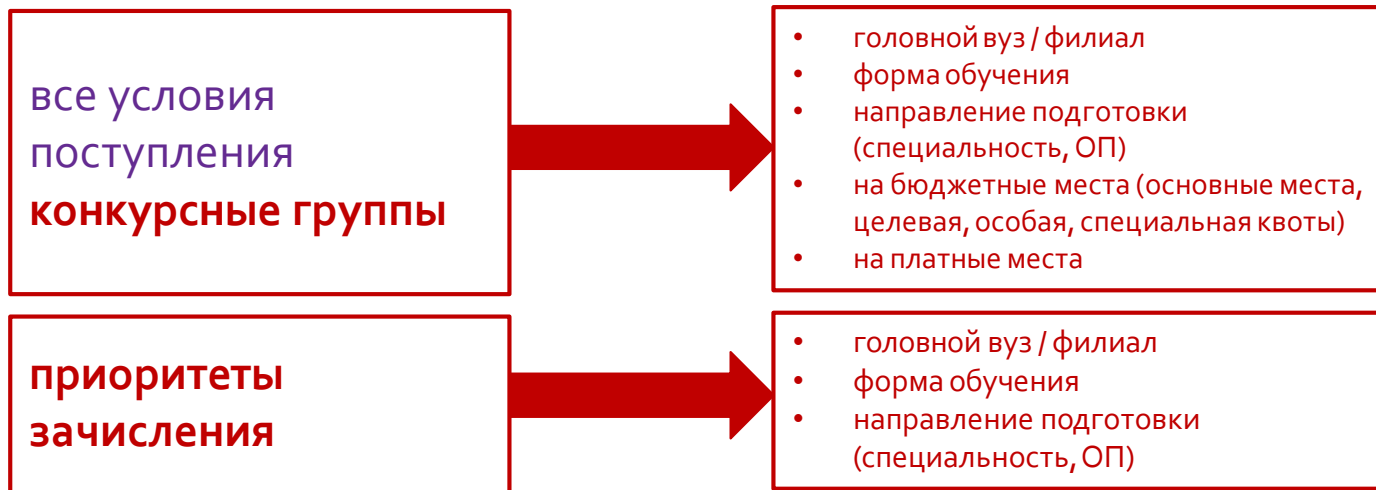 все условия
поступления
конкурсные группы
• головной вуз / филиал
• форма обучения
• направление подготовки
(специальность, ОП)
• на бюджетные места (основные места,
целевая, особая, специальная квоты)
• на платные места
приоритеты
зачисления
• головной вуз / филиал
• форма обучения
• направление подготовки
(специальность, ОП)